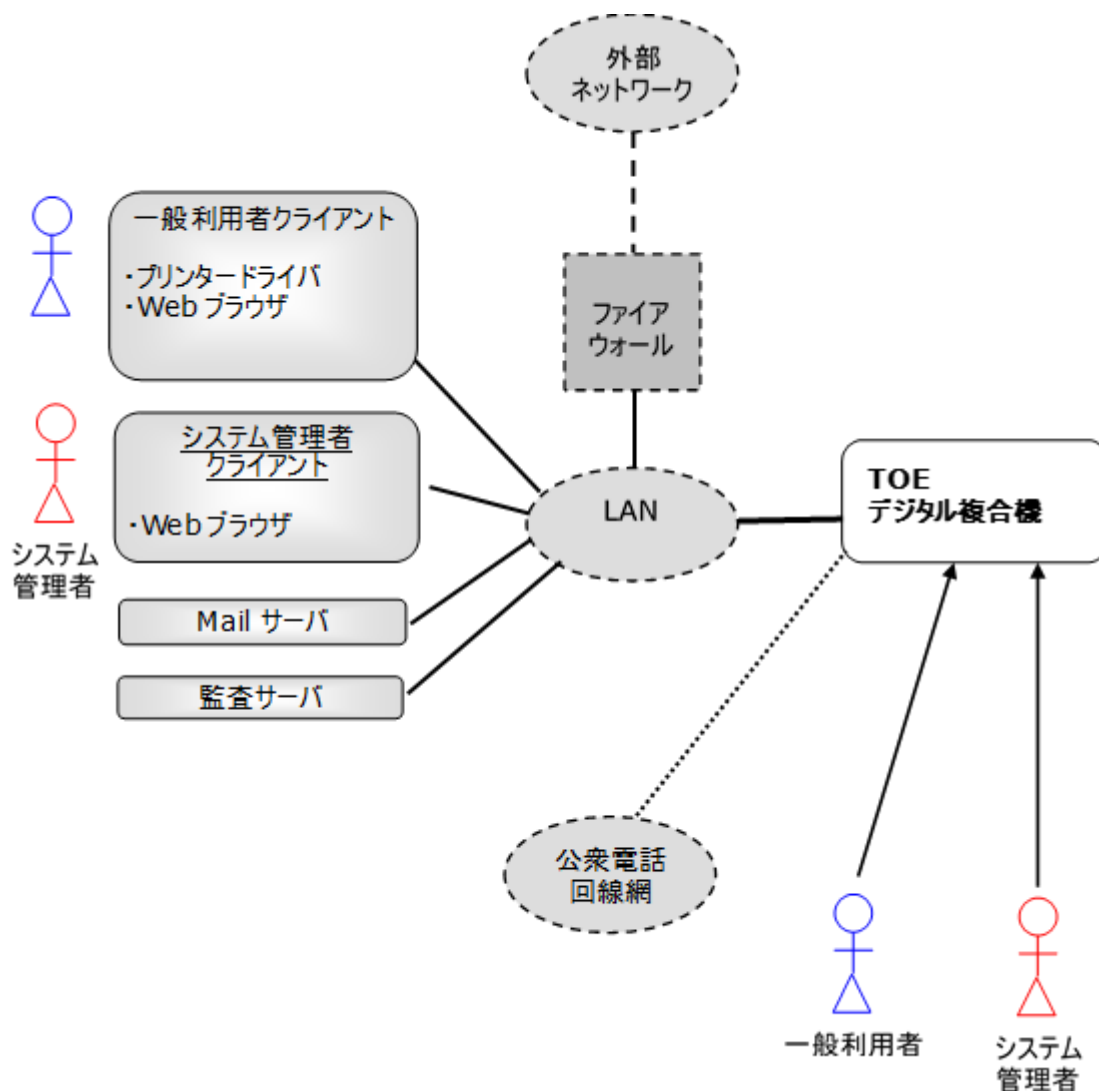 外部
ネットワーク
一般利用者クライアント
・プリンタードライバ
・Web ブラウザ
ファイア
ウォール
システム管理者
クライアント
・Web ブラウザ
システム
管理者
LAN
TOE
デジタル複合機
Mail サーバ
監査サーバ
公衆電話
回線網
一般利用者
システム
管理者